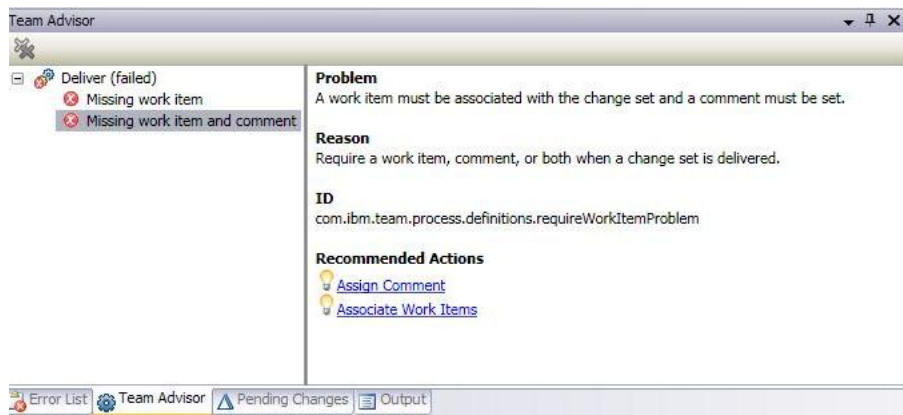 Team Advisor
Deliver (failed)
Missing work item
Missing work item and comment
Problem
A work item must be associated with the change set and a comment must be set.
Reason
Require a work item, comment, or both when a change set is delivered.
ID
com.ibm.team.process.definitions.requireWorkItemProblem
Recommended Actions
Assign Comment
Associate Work Items
Error List Team Advisor Pending Changes Output